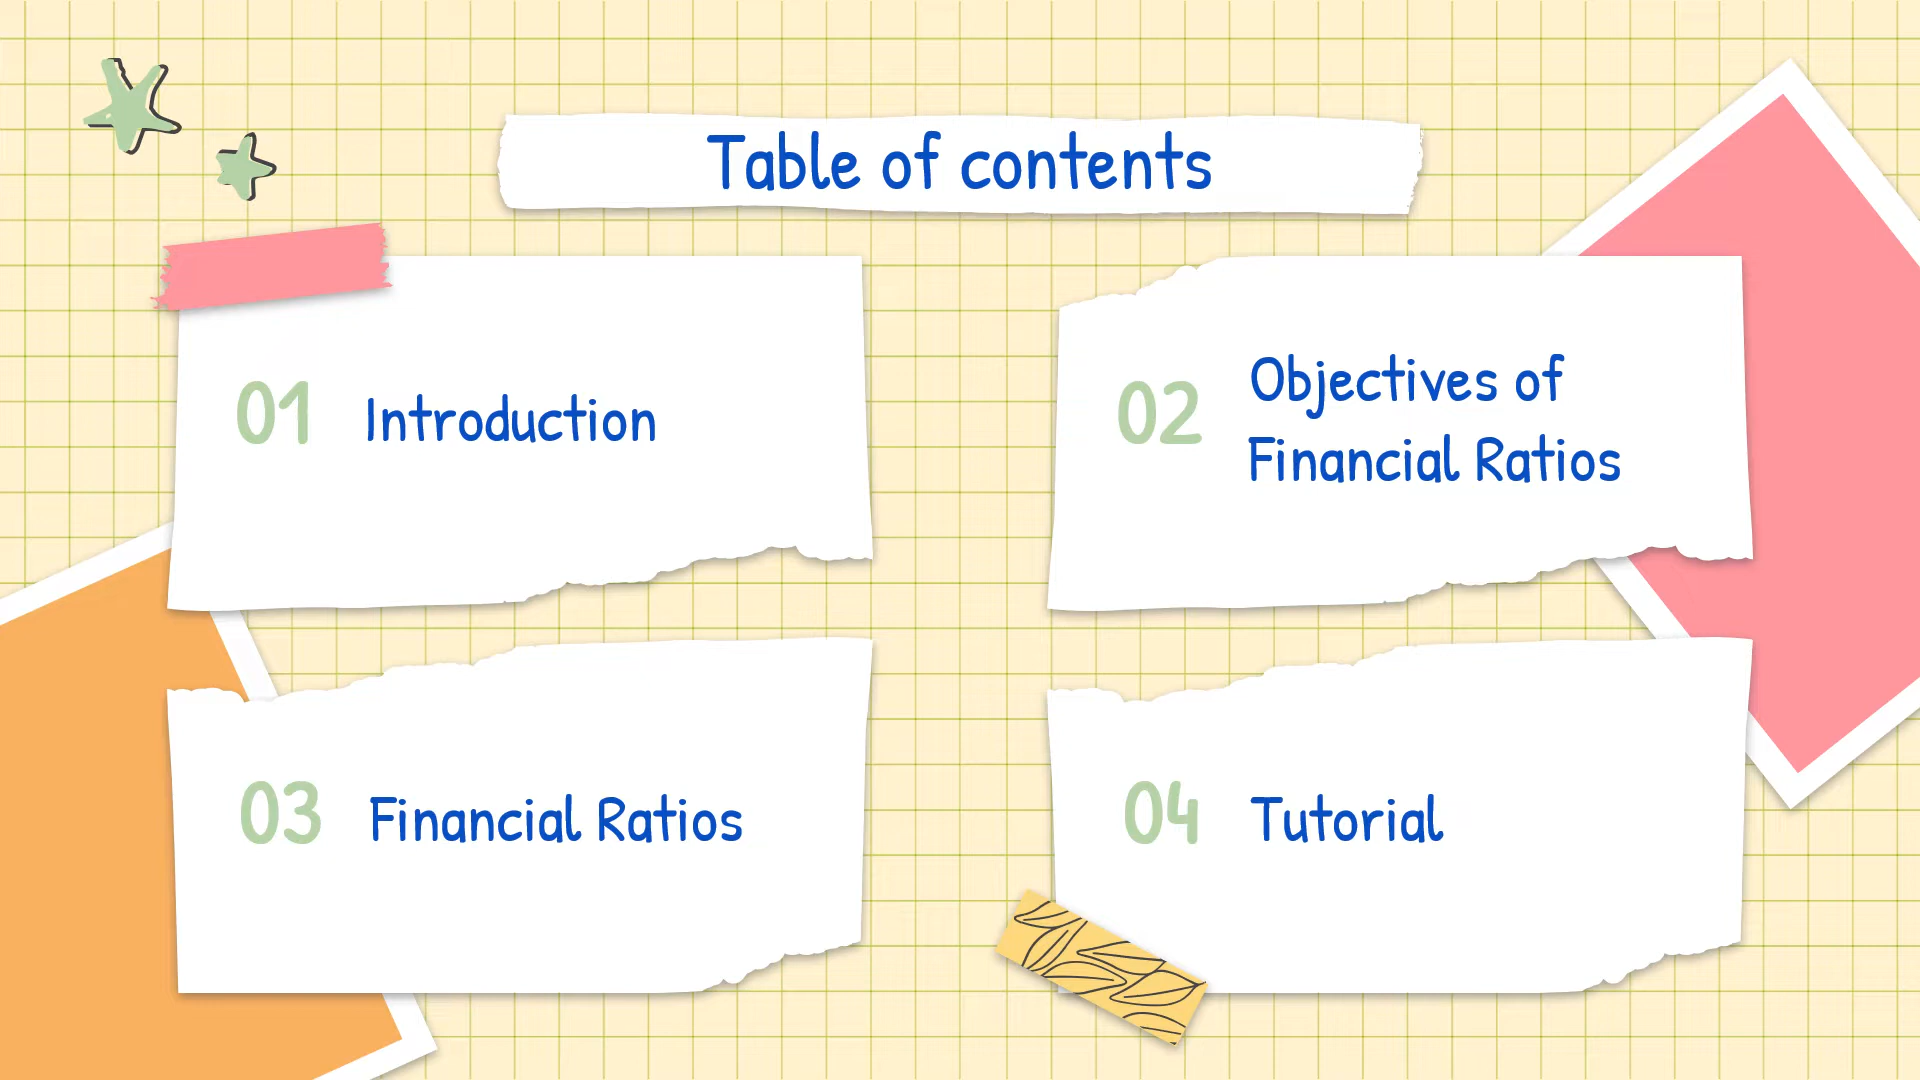 Table of contents
01 Introduction
02 Objectives of
Financial Ratios
03 Financial Ratios
04 Tutorial